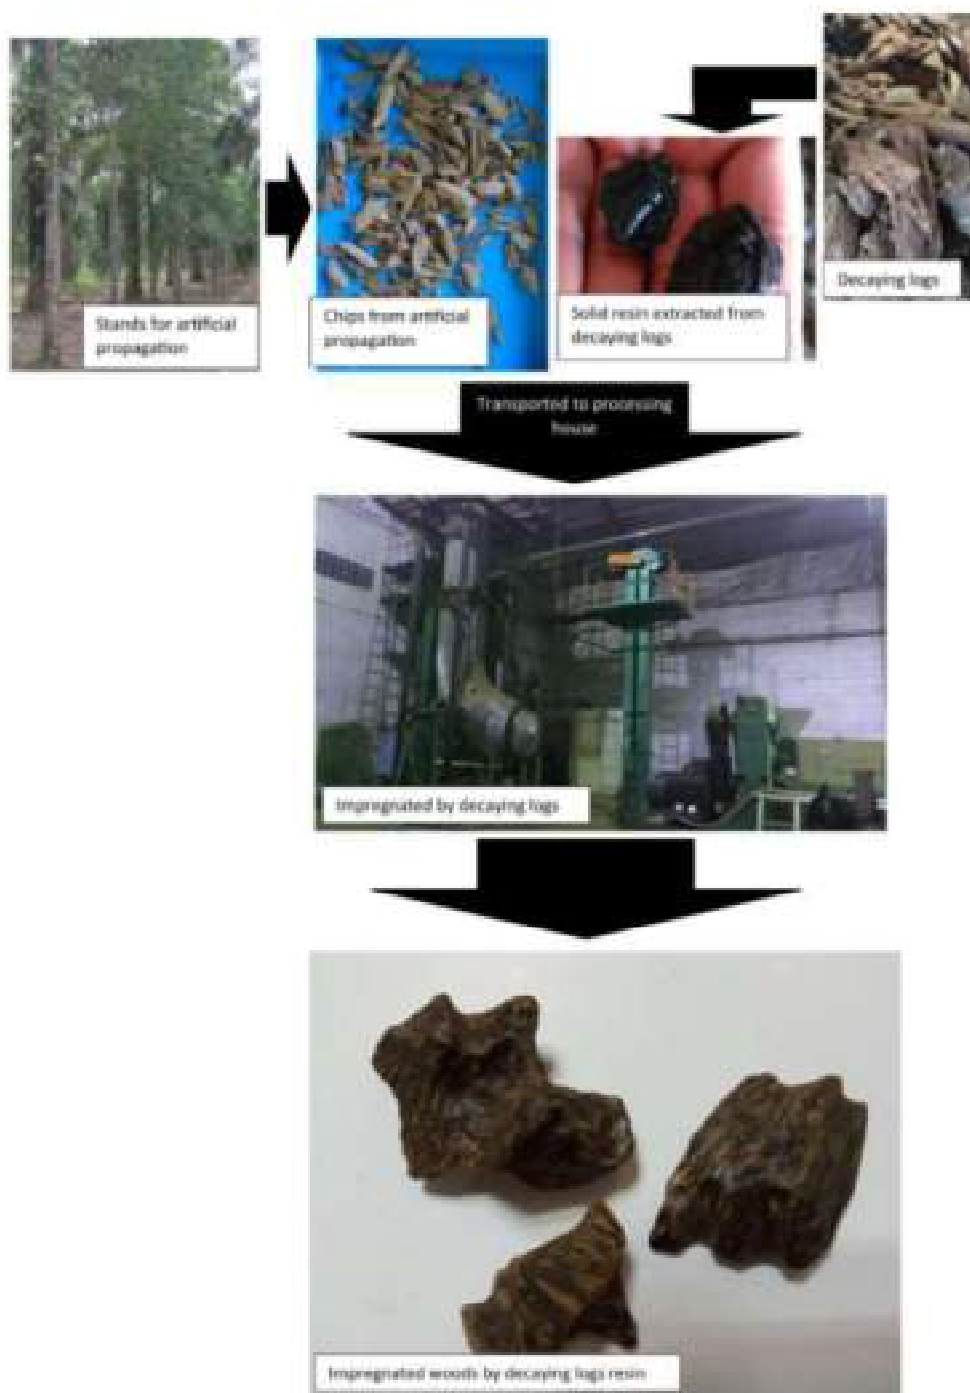 Stands for artificial
propagation
Chips from artificial
propagation
Solid resin extracted from
decaying logs
Decaying logs
Transported to processing
house
Impregnated by decaying logs
Impregnated woods by decaying logs resin